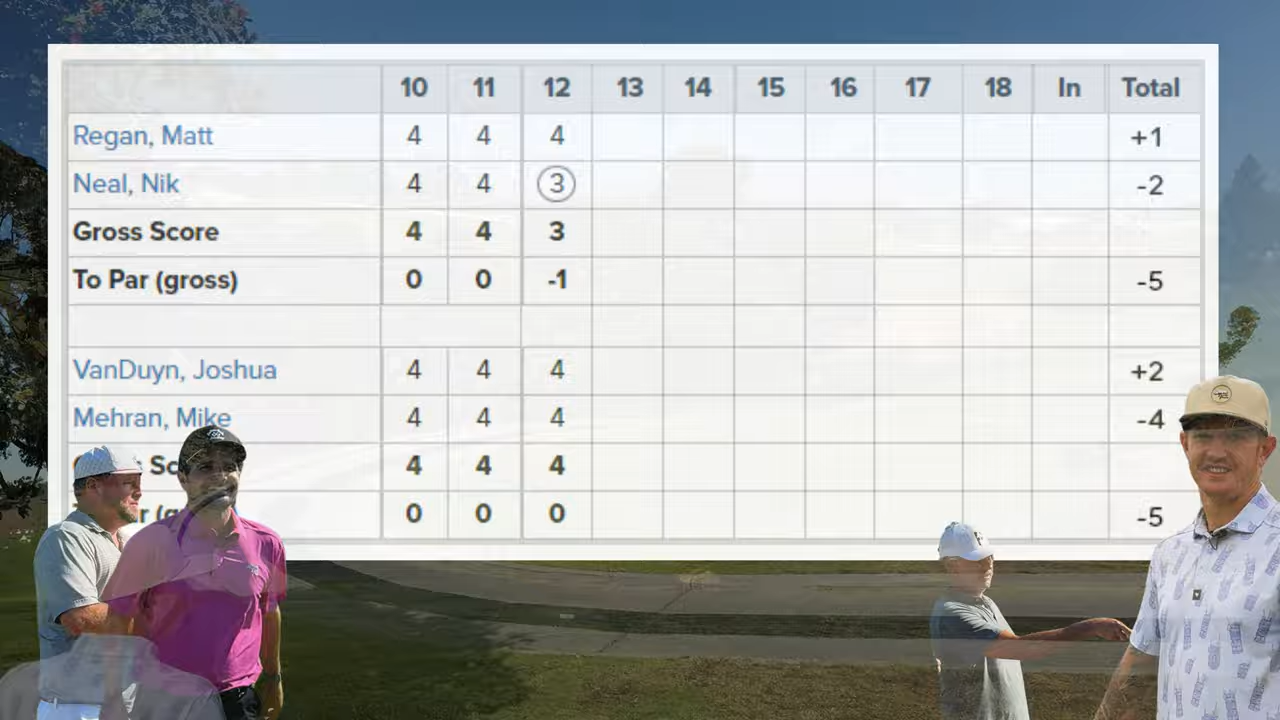 10 11 12 13 14 15 16 17 18 In Total
Regan, Matt 4 4 4 +1
Neal, Nik 4 4 3 -2
Gross Score 4 4 3
To Par (gross) 0 0 -1 -5
VanDuyn, Joshua 4 4 4 +2
Mehran, Mike 4 4 4 -4
4 4 4
0 0 0 -5